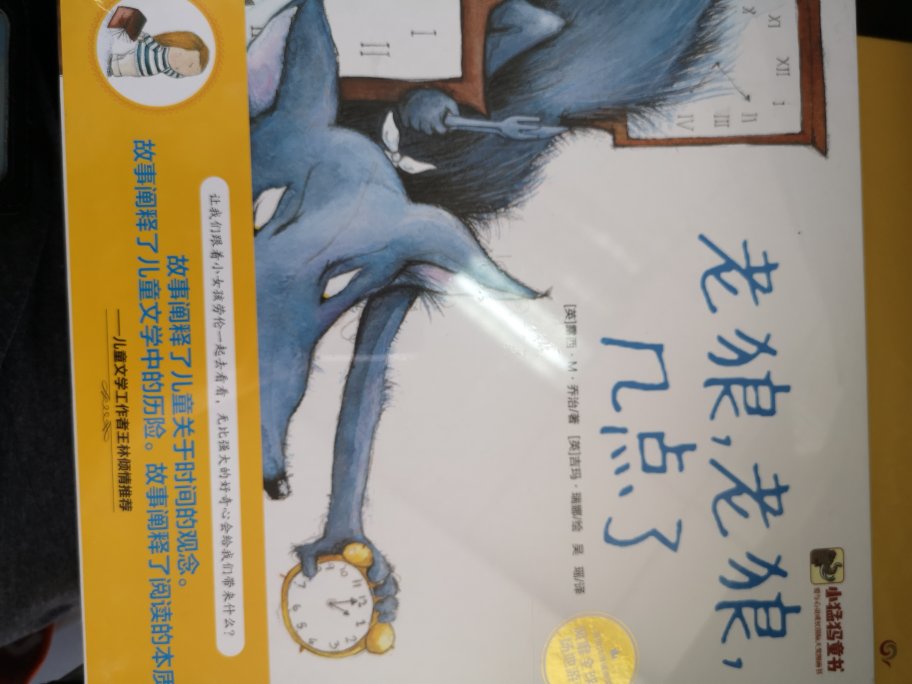 小猛犸童书
老狼，老狼，
几点了
[英]露西·M·乔治/著 [英]吉玛·瑞娜/绘 吴 瑶/译
让我们跟着小女孩劳伦一起去看看，无比强大的好奇心会给我们带来什么？
故事阐释了儿童关于时间的观念。
故事阐释了儿童文学中的历险。故事阐释了阅读的本质
——儿童文学工作者王林倾情推荐